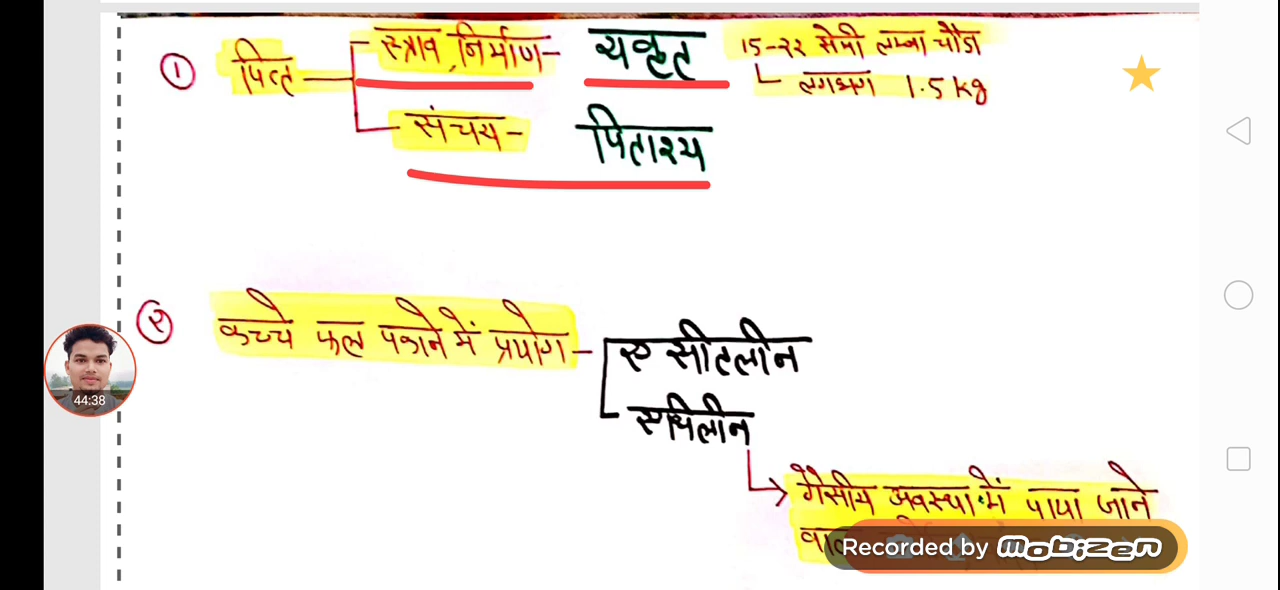 ① पित्त स्त्राव, निर्माण - यकृत 15-22 सेमी लम्बा चौडा
लगभग 1.5 kg
संचय - पिताश्य
② कच्चे फल पकाने में प्रयोग - एसीटलीन
एथिलीन
गैसीय अवस्था में पाया जाने
44:38
Recorded by mobizen